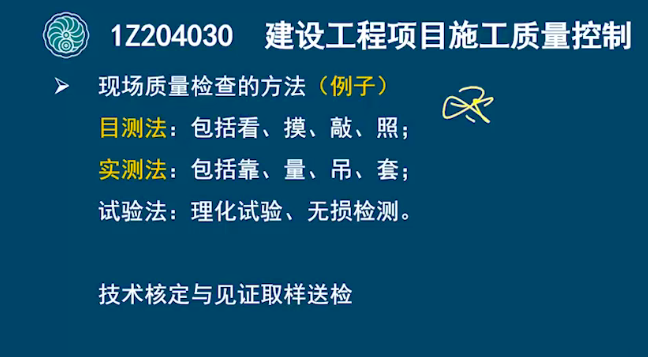 1Z204030 建设工程项目施工质量控制
现场质量检查的方法（例子）
目测法：包括看、摸、敲、照；
实测法：包括靠、量、吊、套；
试验法：理化试验、无损检测。
技术核定与见证取样送检